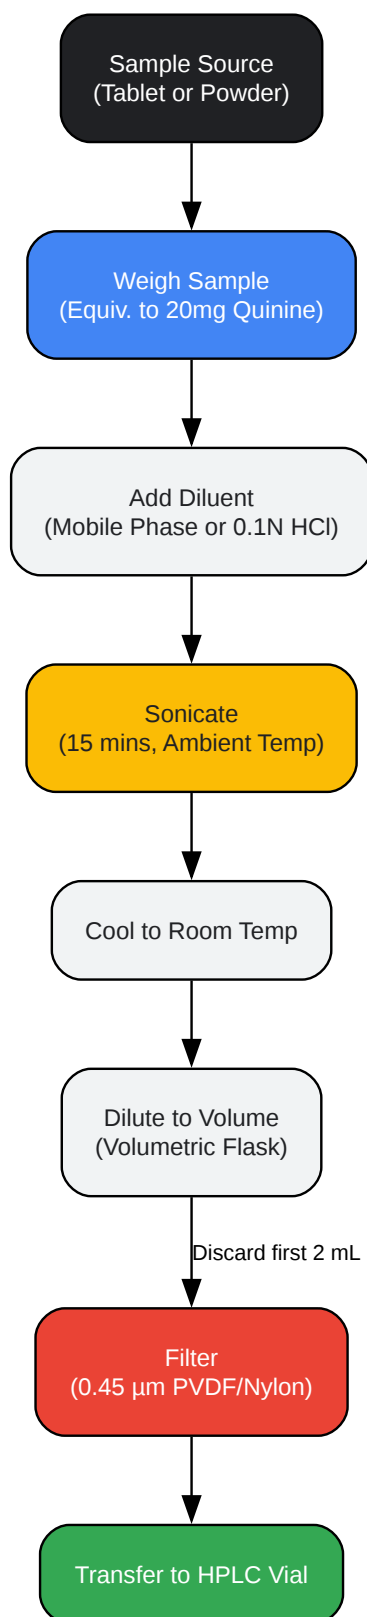 Sample Source
(Tablet or Powder)
Weigh Sample
(Equiv. to 20mg Quinine)
Add Diluent
(Mobile Phase or 0.1N HCl)
Sonicate
(15 mins, Ambient Temp)
Cool to Room Temp
Dilute to Volume
(Volumetric Flask)
Discard first 2 mL
Filter
(0.45 µm PVDF/Nylon)
Transfer to HPLC Vial